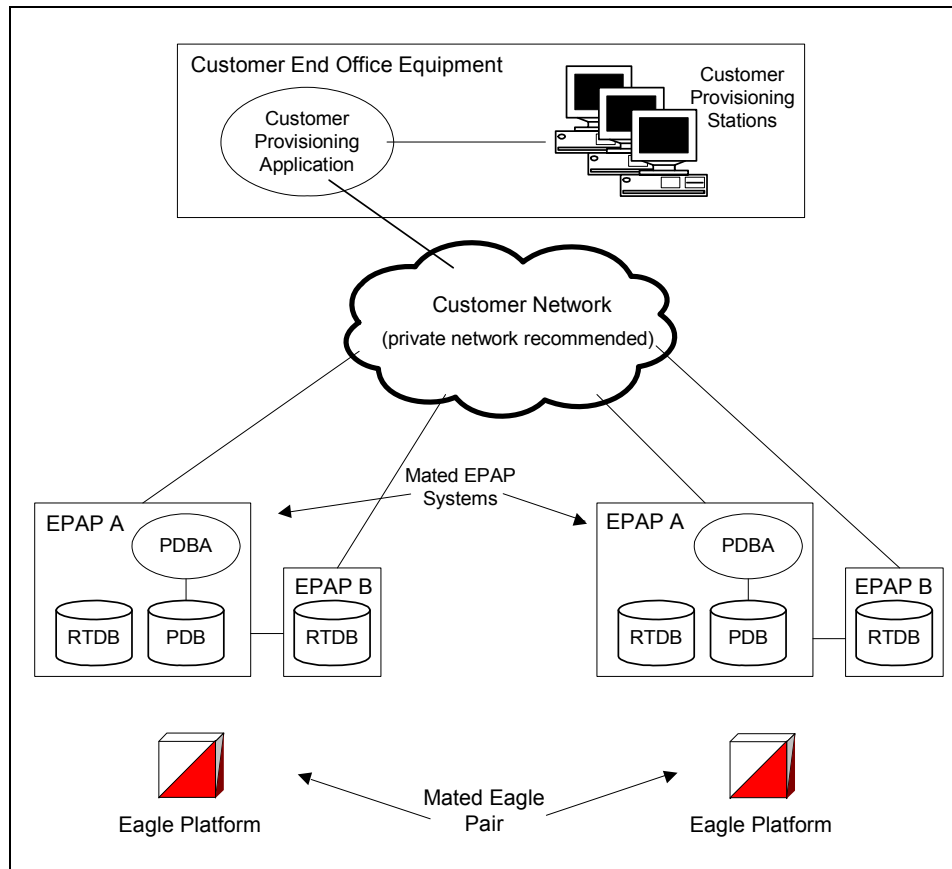 Customer End Office Equipment
Customer
Provisioning
Application
Customer
Provisioning
Stations
Customer Network
(private network recommended)
Mated EPAP
Systems
EPAP A
PDBA
RTDB
PDB
EPAP B
RTDB
EPAP A
PDBA
RTDB
PDB
EPAP B
RTDB
Eagle Platform
Mated Eagle
Pair
Eagle Platform